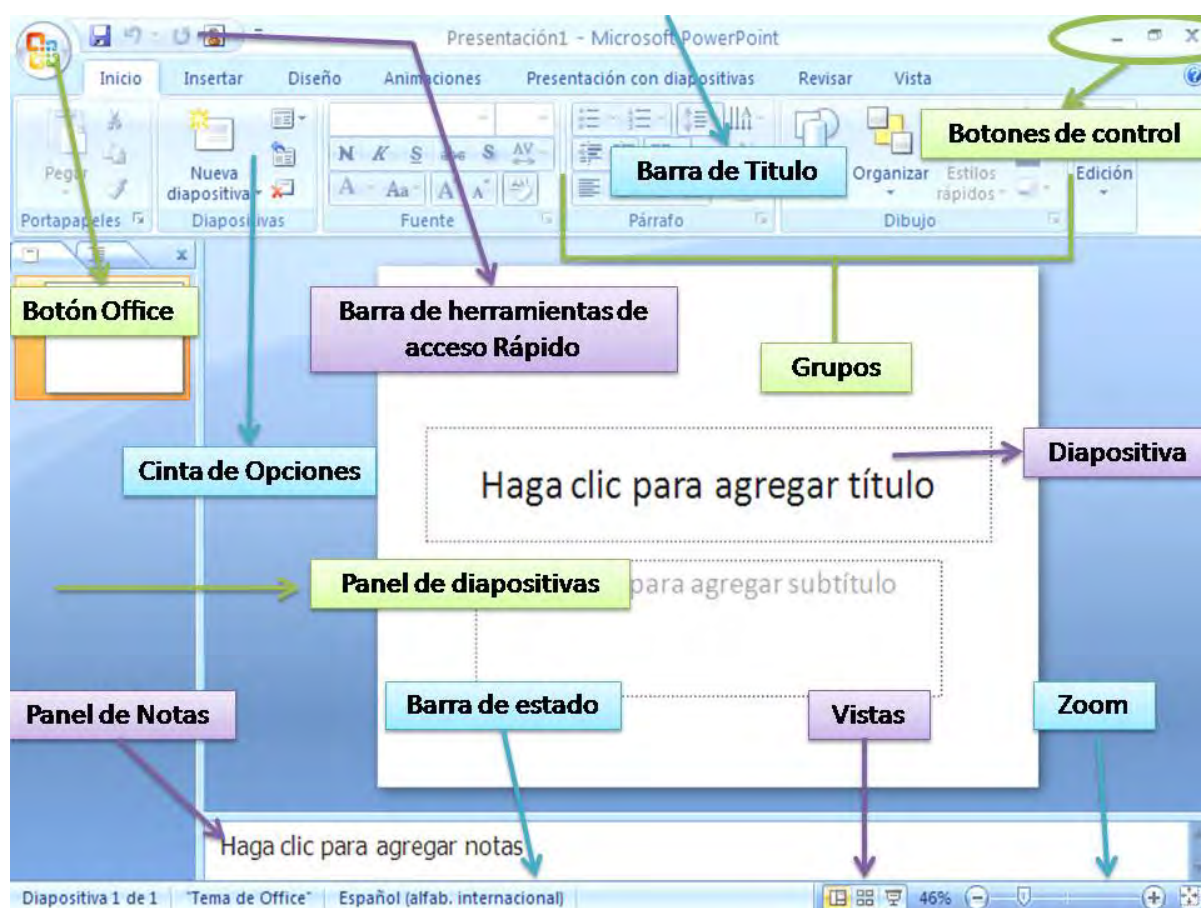 Presentación1 - Microsoft PowerPoint
Inicio Insertar Diseño Animaciones Presentación con diapositivas Revisar Vista
Botones de control
Barra de Titulo
Pegar
Nueva
diapositiva
Organizar
Estilos
rápidos
Edición
N K S abc S AV
A Aa A A
Portapapeles Diapositivas Fuente Párrafo Dibujo
Botón Office
Barra de herramientas de
acceso Rápido
Grupos
Diapositiva
Cinta de Opciones
Haga clic para agregar título
Panel de diapositivas
para agregar subtítulo
Panel de Notas
Barra de estado
Vistas
Zoom
Haga clic para agregar notas
Diapositiva 1 de 1 "Tema de Office" Español (alfab. internacional) 46%